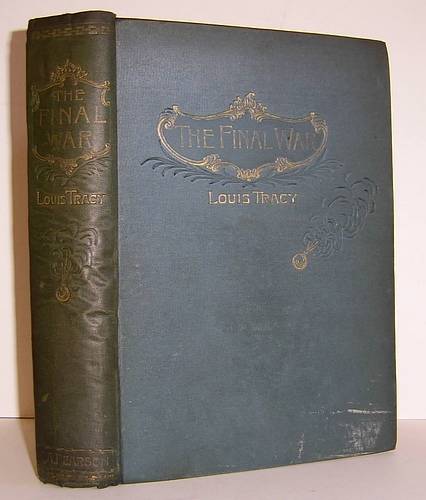 THE
FINAL
WAR
LOUIS TRACY
PEARSON
THE FINAL WAR
LOUIS TRACY